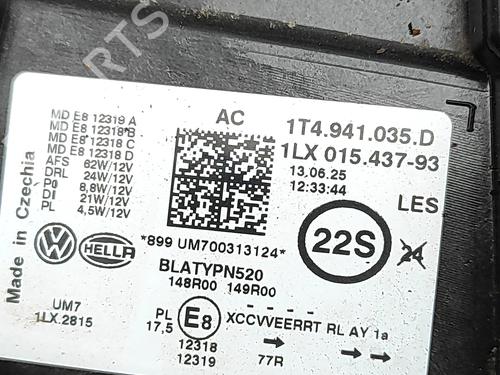 PARTS
MD E8 12319 A
MD E8 12318 B
MD E8 12318 C
MD E8 12318 D
AFS 62W/12V
DRL 24W/12V
PO 8,8W/12V
DI 21W/12V
PL 4,5W/12V
Made in Czechia
AC
1T4.941.035.D
1LX 015.437-93
13.06.25
12:33:44
LES
22S
24
*899 UM700313124*
VW
HELLA
BLATYPN520
148R00 149R00
UM7
1LX.2815
PL
17,5
E8
12318
12319
XCCVVEERRT RL AY 1a
77R